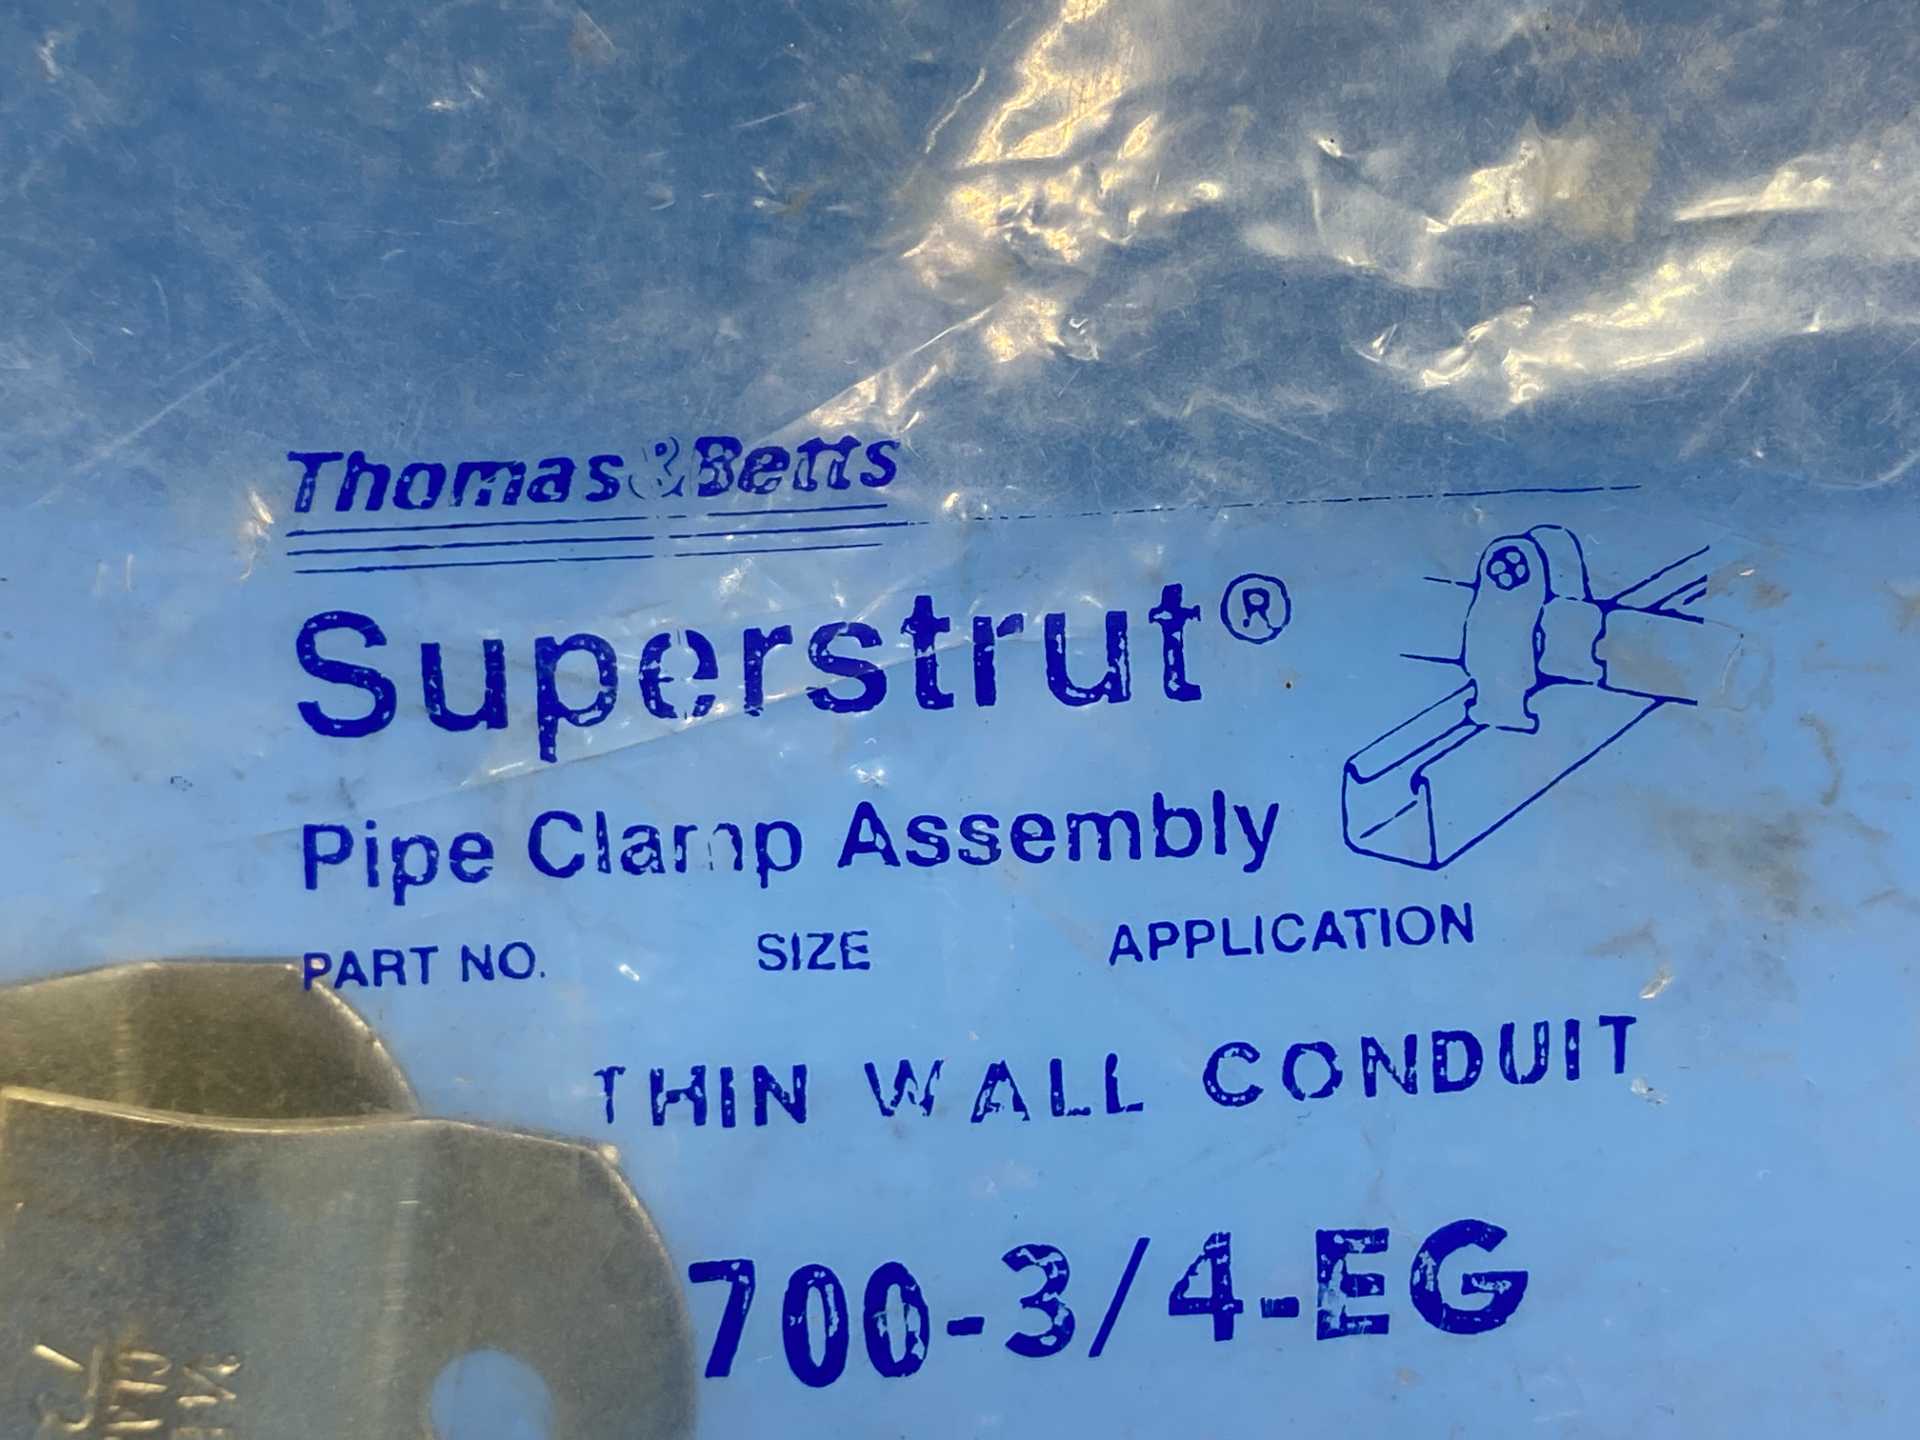 Thomas&Betts
Superstrut®
Pipe Clamp Assembly
PART NO. SIZE APPLICATION
THIN WALL CONDUIT
700-3/4-EG